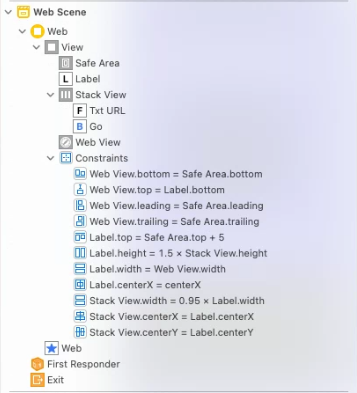 Web Scene
Web
View
Safe Area
L Label
Stack View
F Txt URL
B Go
Web View
Constraints
Web View.bottom = Safe Area.bottom
Web View.top = Label.bottom
Web View.leading = Safe Area.leading
Web View.trailing = Safe Area.trailing
Label.top = Safe Area.top + 5
Label.height = 1.5 × Stack View.height
Label.width = Web View.width
Label.centerX = centerX
Stack View.width = 0.95 × Label.width
Stack View.centerX = Label.centerX
Stack View.centerY = Label.centerY
Web
First Responder
Exit